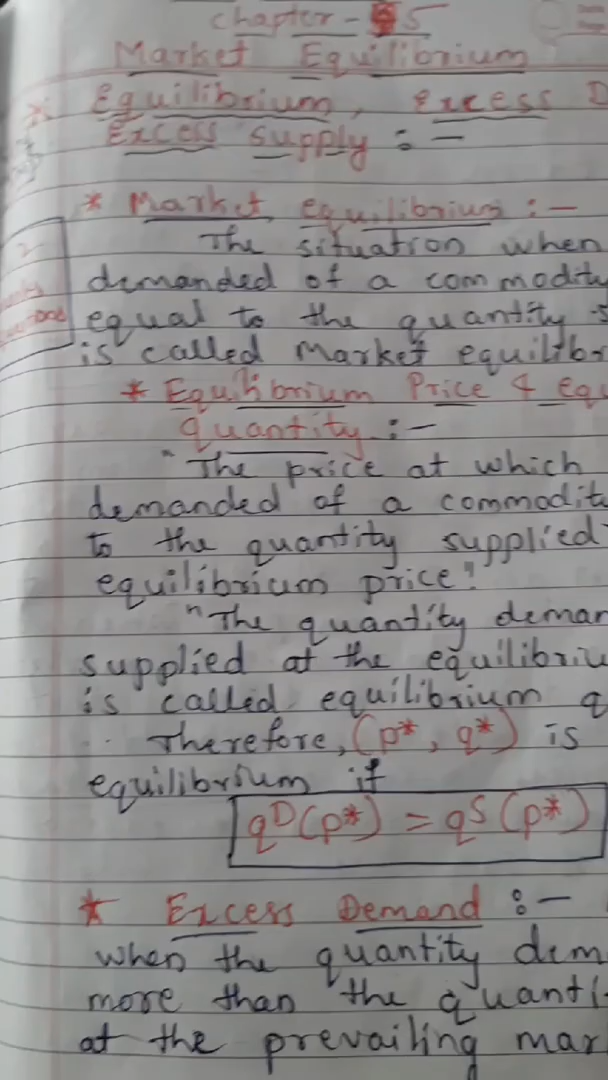 Chapter - 5
Market Equilibrium
* Equilibrium, Excess D
Excess supply : -
* Market equilibrium : -
The situation when
demanded of a commodity
equal to the quantity s
is called market equilibr
* Equilibrium Price & equ
quantity : -
"The price at which
demanded of a commodit
to the quantity supplied
equilibrium price"
"The quantity deman
supplied at the equilibriu
is called equilibrium q
Therefore, (p*, q*) is
equilibrium if
qD(p*) = qS(p*)
* Excess Demand : -
when the quantity dem
more than the quanti
at the prevailing mar